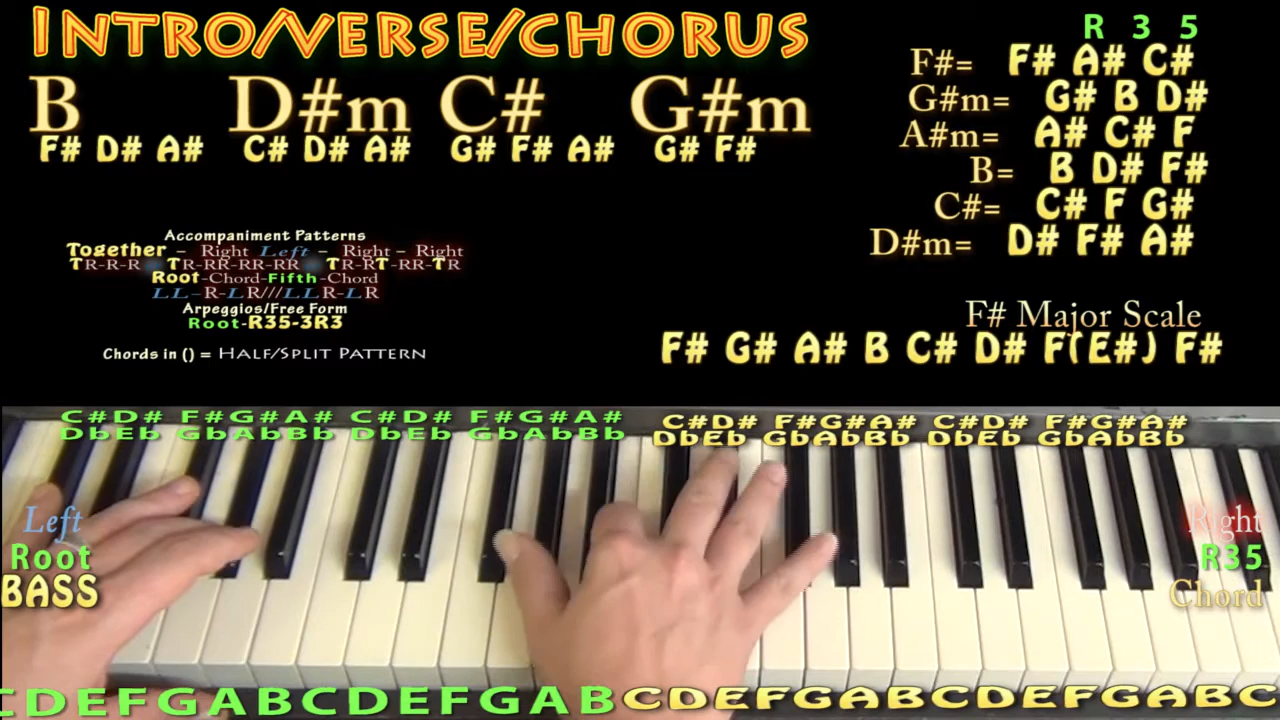 INTRO/VERSE/CHORUS
B D#m C# G#m
F# D# A# C# D# A# G# F# A# G# F#
R 3 5
F#= F# A# C#
G#m= G# B D#
A#m= A# C# F
B= B D# F#
C#= C# F G#
D#m= D# F# A#
Accompaniment Patterns
Together – Right Left – Right – Right
TR-R-R – TR-RR-RR-RR TR-RT-RR-TR
Root-Chord-Fifth-Chord
LL-R-LR///LLR-LR
Arpeggios/Free Form
Root-R35-3R3
Chords in () = HALF/SPLIT PATTERN
F# Major Scale
F# G# A# B C# D# F(E#) F#
C#D# F#G#A# C#D# F#G#A# C#D# F#G#A# C#D# F#G#A#
DbEb GbAbBb DbEb GbAbBb DbEb GbAbBb DbEb GbAbBb
Left
Root
BASS
Right
R35
Chord
CDEFGABCDEFGABCDEFGABCDEFGABC